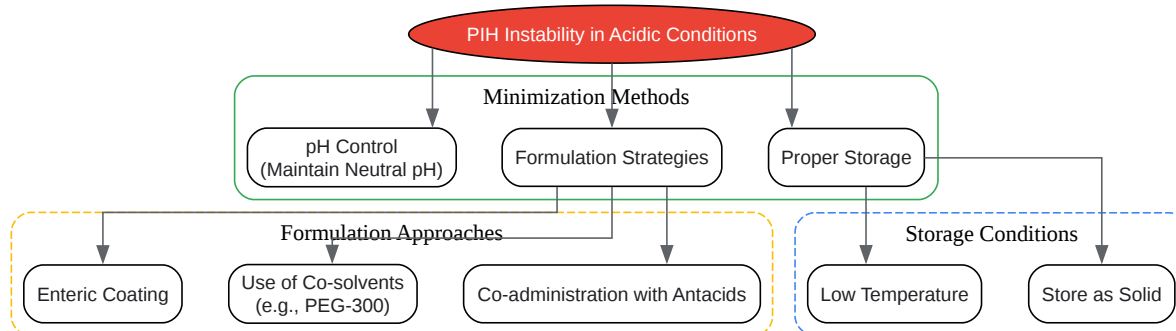 PIH Instability in Acidic Conditions
Minimization Methods
pH Control
(Maintain Neutral pH)
Formulation Strategies
Proper Storage
Formulation Approaches
Storage Conditions
Enteric Coating
Use of Co-solvents
(e.g., PEG-300)
Co-administration with Antacids
Low Temperature
Store as Solid